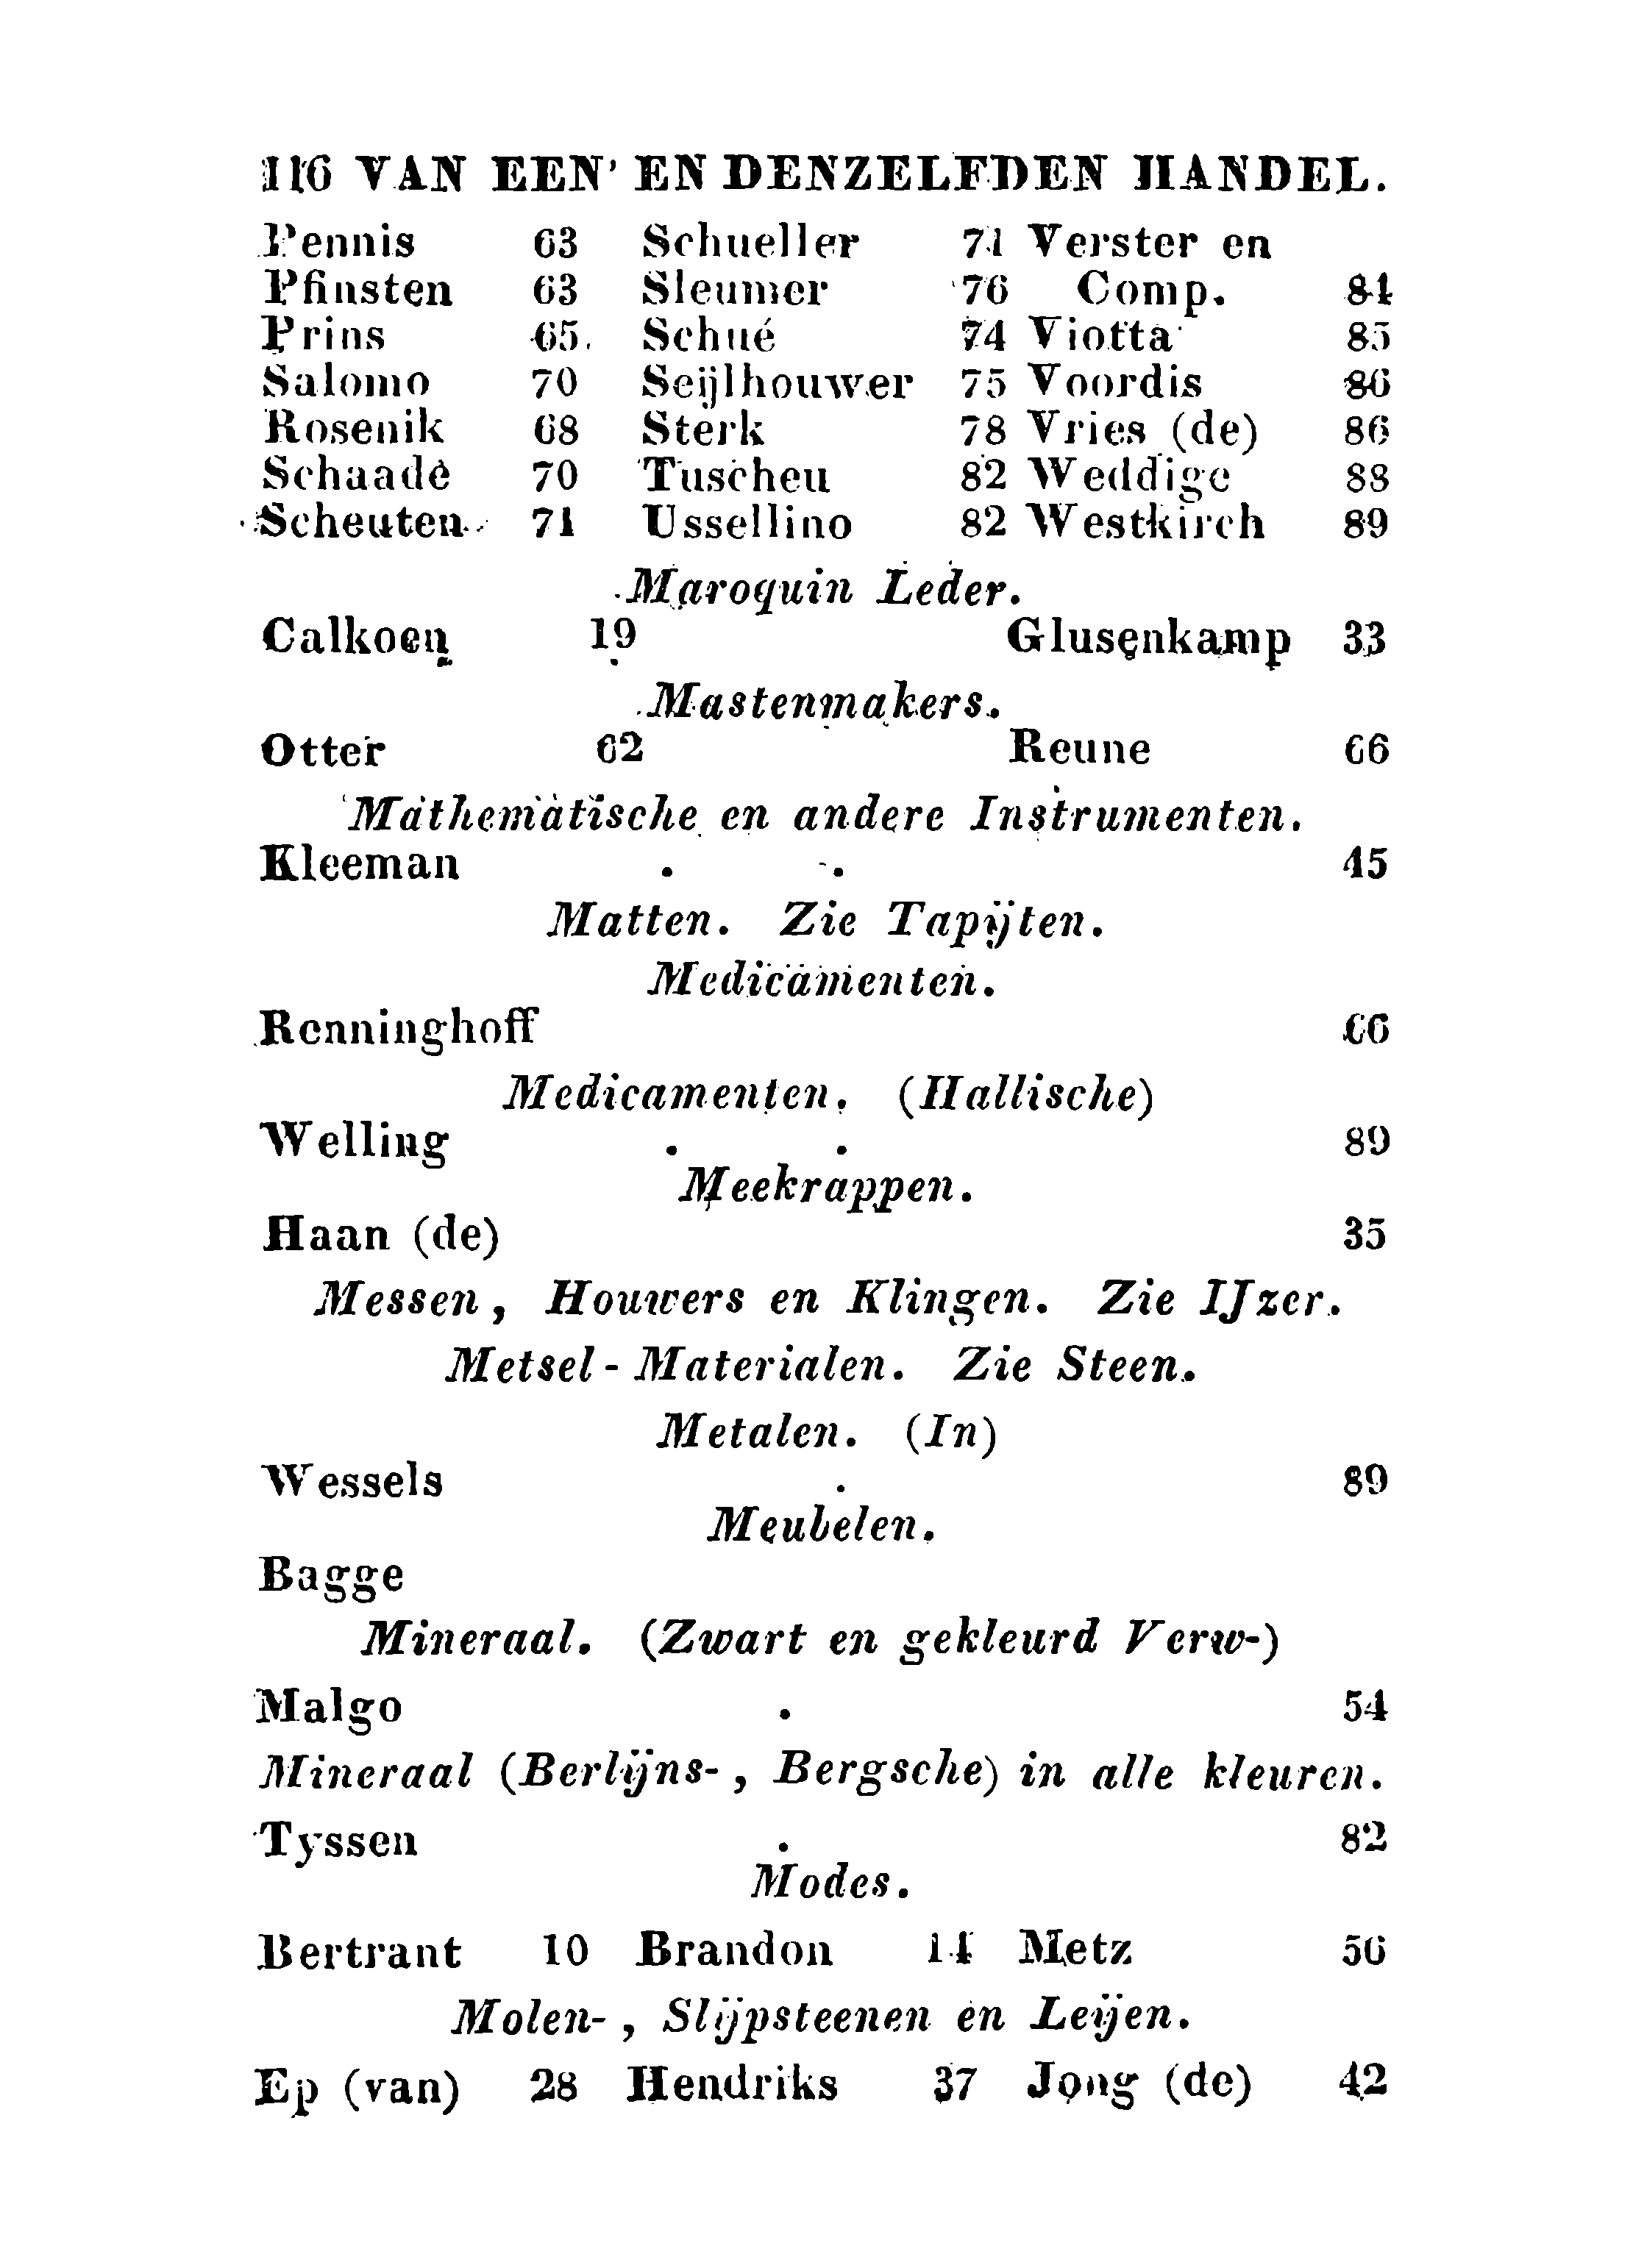 116 VAN EEN' EN DENZELFDEN HANDEL.
Pennis 63 Schueller 71 Verster en
Pfinsten 63 Sleumer 76 Comp. 84
Prins 65 Schué 74 Viotta 85
Salomo 70 Seijlhouwer 75 Voordis 86
Rosenik 68 Sterk 78 Vries (de) 86
Schaade 70 Tuscheu 82 Weddige 88
Scheuten 71 Ussellino 82 Westkirch 89
Maroquin Leder.
Calkoen 19 Glusenkamp 33
Mastenmakers.
Otter 62 Reune 66
Mathematische en andere Instrumenten.
Kleeman . . 45
Matten. Zie Tapijten.
Medicamenten.
Renninghoff 66
Medicamenten. (Hallische)
Welling . . 89
Meekrappen.
Haan (de) 35
Messen, Houwers en Klingen. Zie IJzer.
Metsel-Materialen. Zie Steen.
Metalen. (In)
Wessels . 89
Meubelen.
Bagge
Mineraal. (Zwart en gekleurd Verw-)
Malgo . 54
Mineraal (Berlijns-, Bergsche) in alle kleuren.
Tyssen . 82
Modes.
Bertrant 10 Brandon 14 Metz 56
Molen-, Slijpsteenen en Leijen.
Ep (van) 28 Hendriks 37 Jong (de) 42